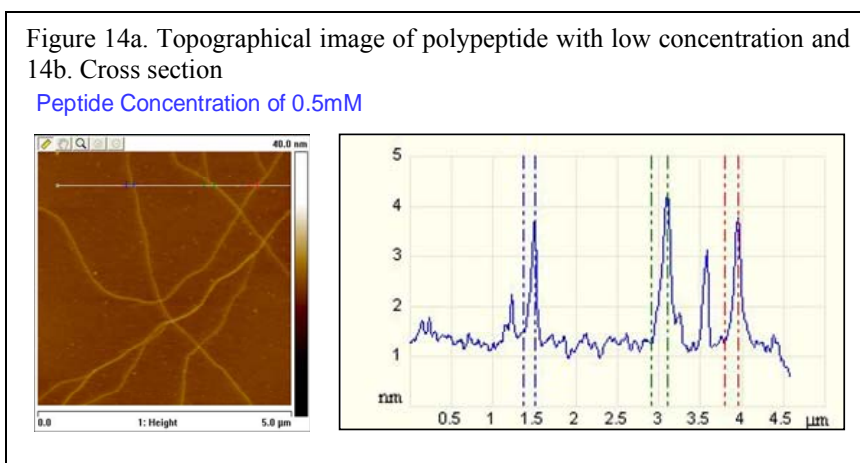 Figure 14a. Topographical image of polypeptide with low concentration and
14b. Cross section
Peptide Concentration of 0.5mM
40.0 nm
0.0 1: Height 5.0 µm
5
4
3
2
1
nm
0.5 1 1.5 2 2.5 3 3.5 4 4.5 µm